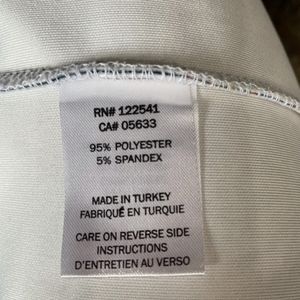 RN# 122541
CA# 05633
95% POLYESTER
5% SPANDEX
MADE IN TURKEY
FABRIQUÉ EN TURQUIE
CARE ON REVERSE SIDE
INSTRUCTIONS
D'ENTRETIEN AU VERSO